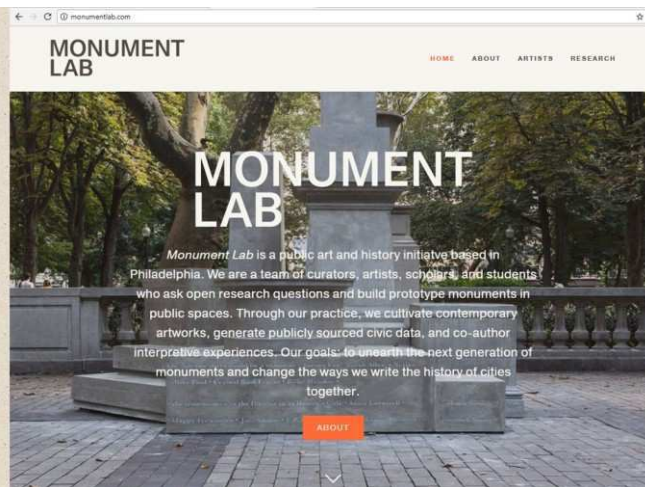 monumentlab.com
MONUMENT
LAB
HOME ABOUT ARTISTS RESEARCH
MONUMENT
LAB
Monument Lab is a public art and history initiatve based in
Philadelphia. We are a team of curators, artists, scholars, and students
who ask open research questions and build prototype monuments in
public spaces. Through our practice, we cultivate contemporary
artworks, generate publicly sourced civic data, and co-author
interpretive experiences. Our goals: to unearth the next generation of
monuments and change the ways we write the history of cities
together.
ABOUT